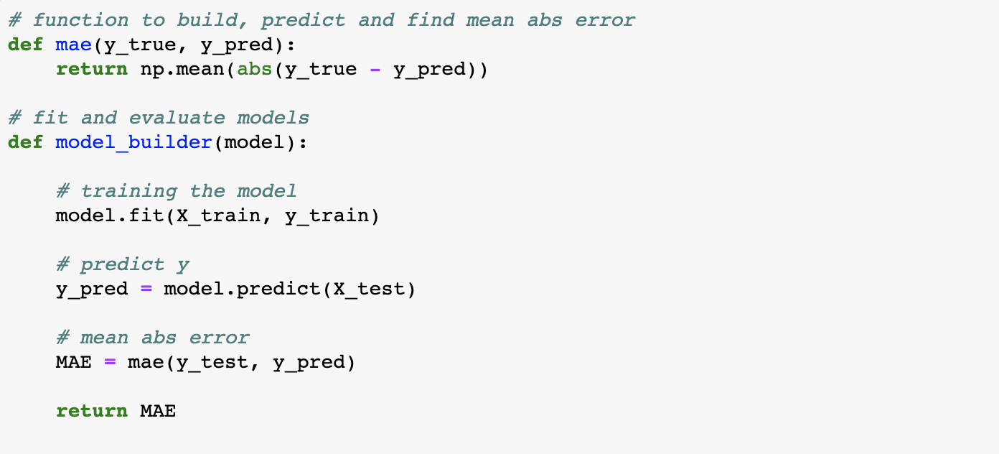 # function to build, predict and find mean abs error
def mae(y_true, y_pred):
    return np.mean(abs(y_true - y_pred))

# fit and evaluate models
def model_builder(model):

    # training the model
    model.fit(X_train, y_train)

    # predict y
    y_pred = model.predict(X_test)

    # mean abs error
    MAE = mae(y_test, y_pred)

    return MAE